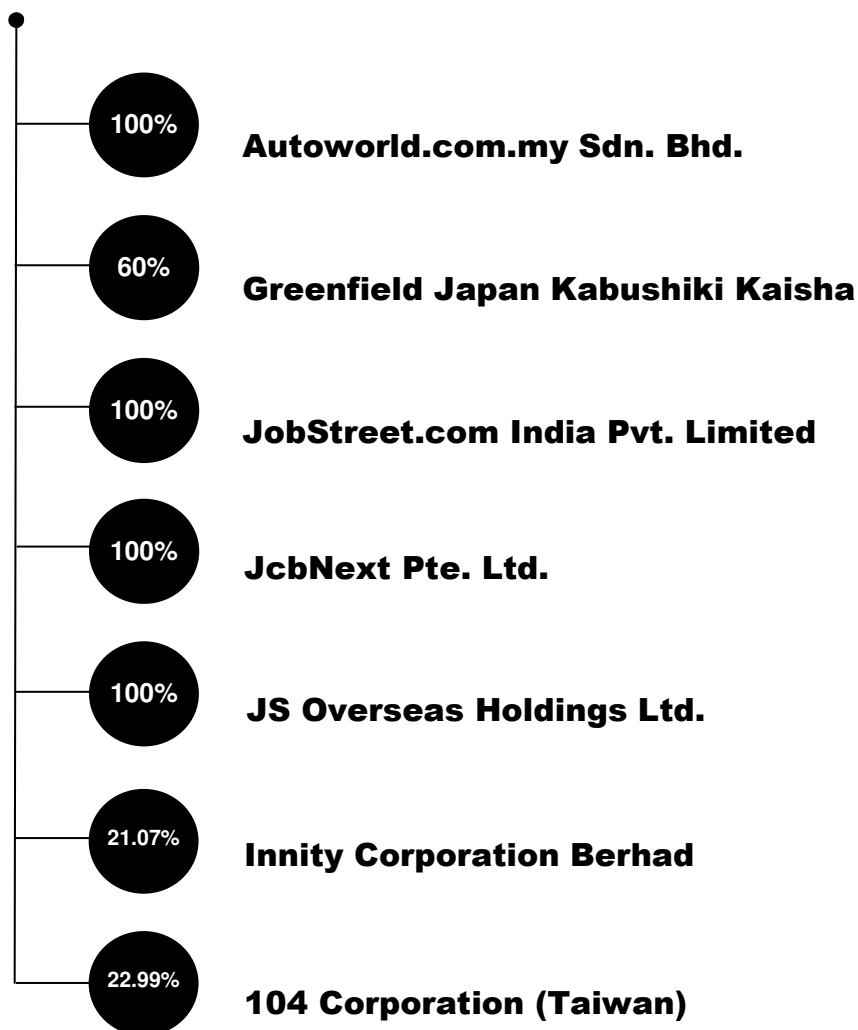 100%
Autoworld.com.my Sdn. Bhd.
60%
Greenfield Japan Kabushiki Kaisha
100%
JobStreet.com India Pvt. Limited
100%
JcbNext Pte. Ltd.
100%
JS Overseas Holdings Ltd.
21.07%
Innity Corporation Berhad
22.99%
104 Corporation (Taiwan)